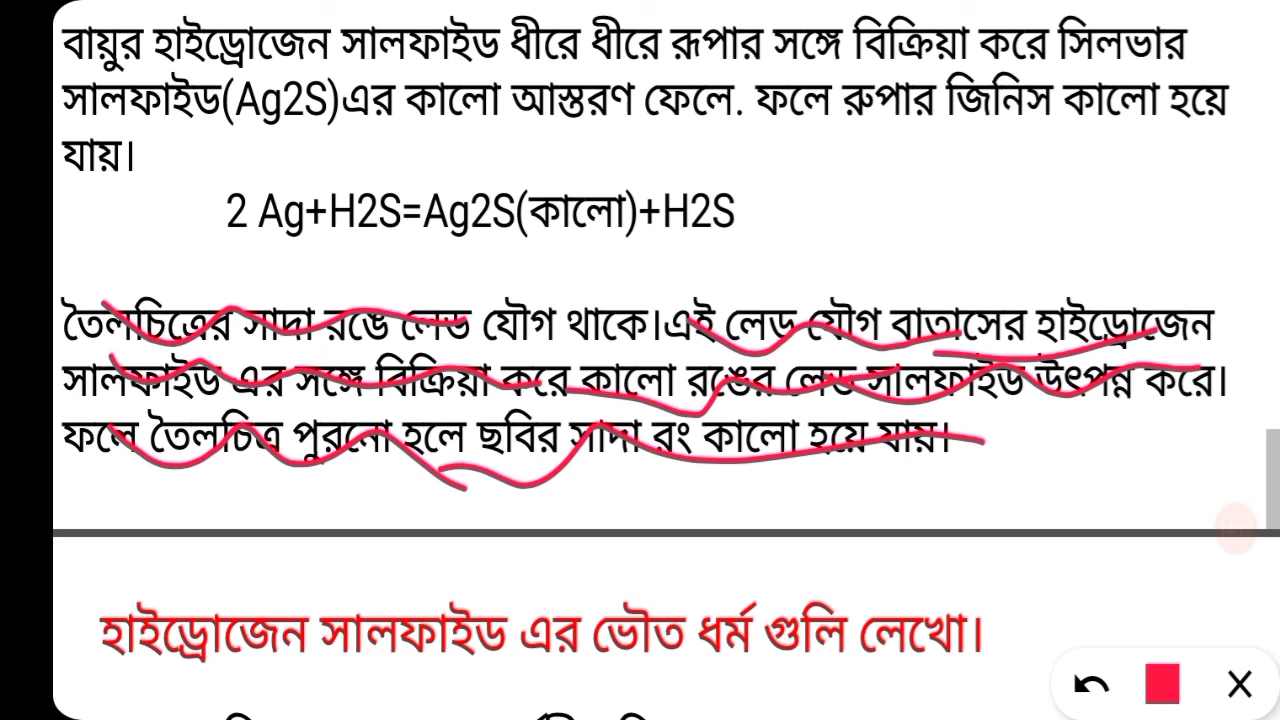 বায়ুর হাইড্রোজেন সালফাইড ধীরে ধীরে রূপার সঙ্গে বিক্রিয়া করে সিলভার
সালফাইড(Ag2S)এর কালো আস্তরণ ফেলে. ফলে রুপার জিনিস কালো হয়ে
যায়।
2 Ag+H2S=Ag2S(কালো)+H2S
তৈলচিত্রের সাদা রঙে লেড যৌগ থাকে।এই লেড যৌগ বাতাসের হাইড্রোজেন
সালফাইড এর সঙ্গে বিক্রিয়া করে কালো রঙের লেড সালফাইড উৎপন্ন করে।
ফলে তৈলচিত্র পুরনো হলে ছবির সাদা রং কালো হয়ে যায়।
হাইড্রোজেন সালফাইড এর ভৌত ধর্ম গুলি লেখো।